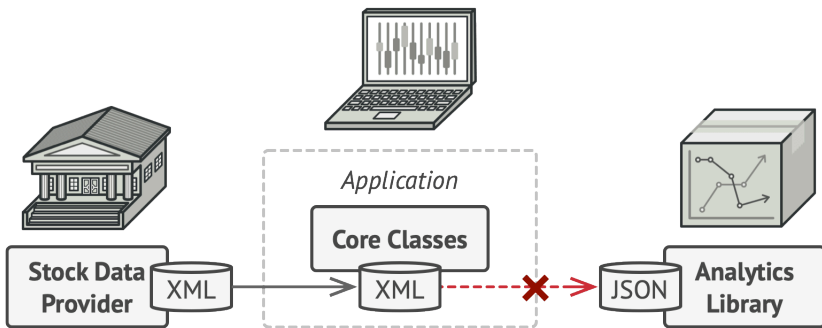 Application
Core Classes
Stock Data
Provider
XML
XML
JSON
Analytics
Library